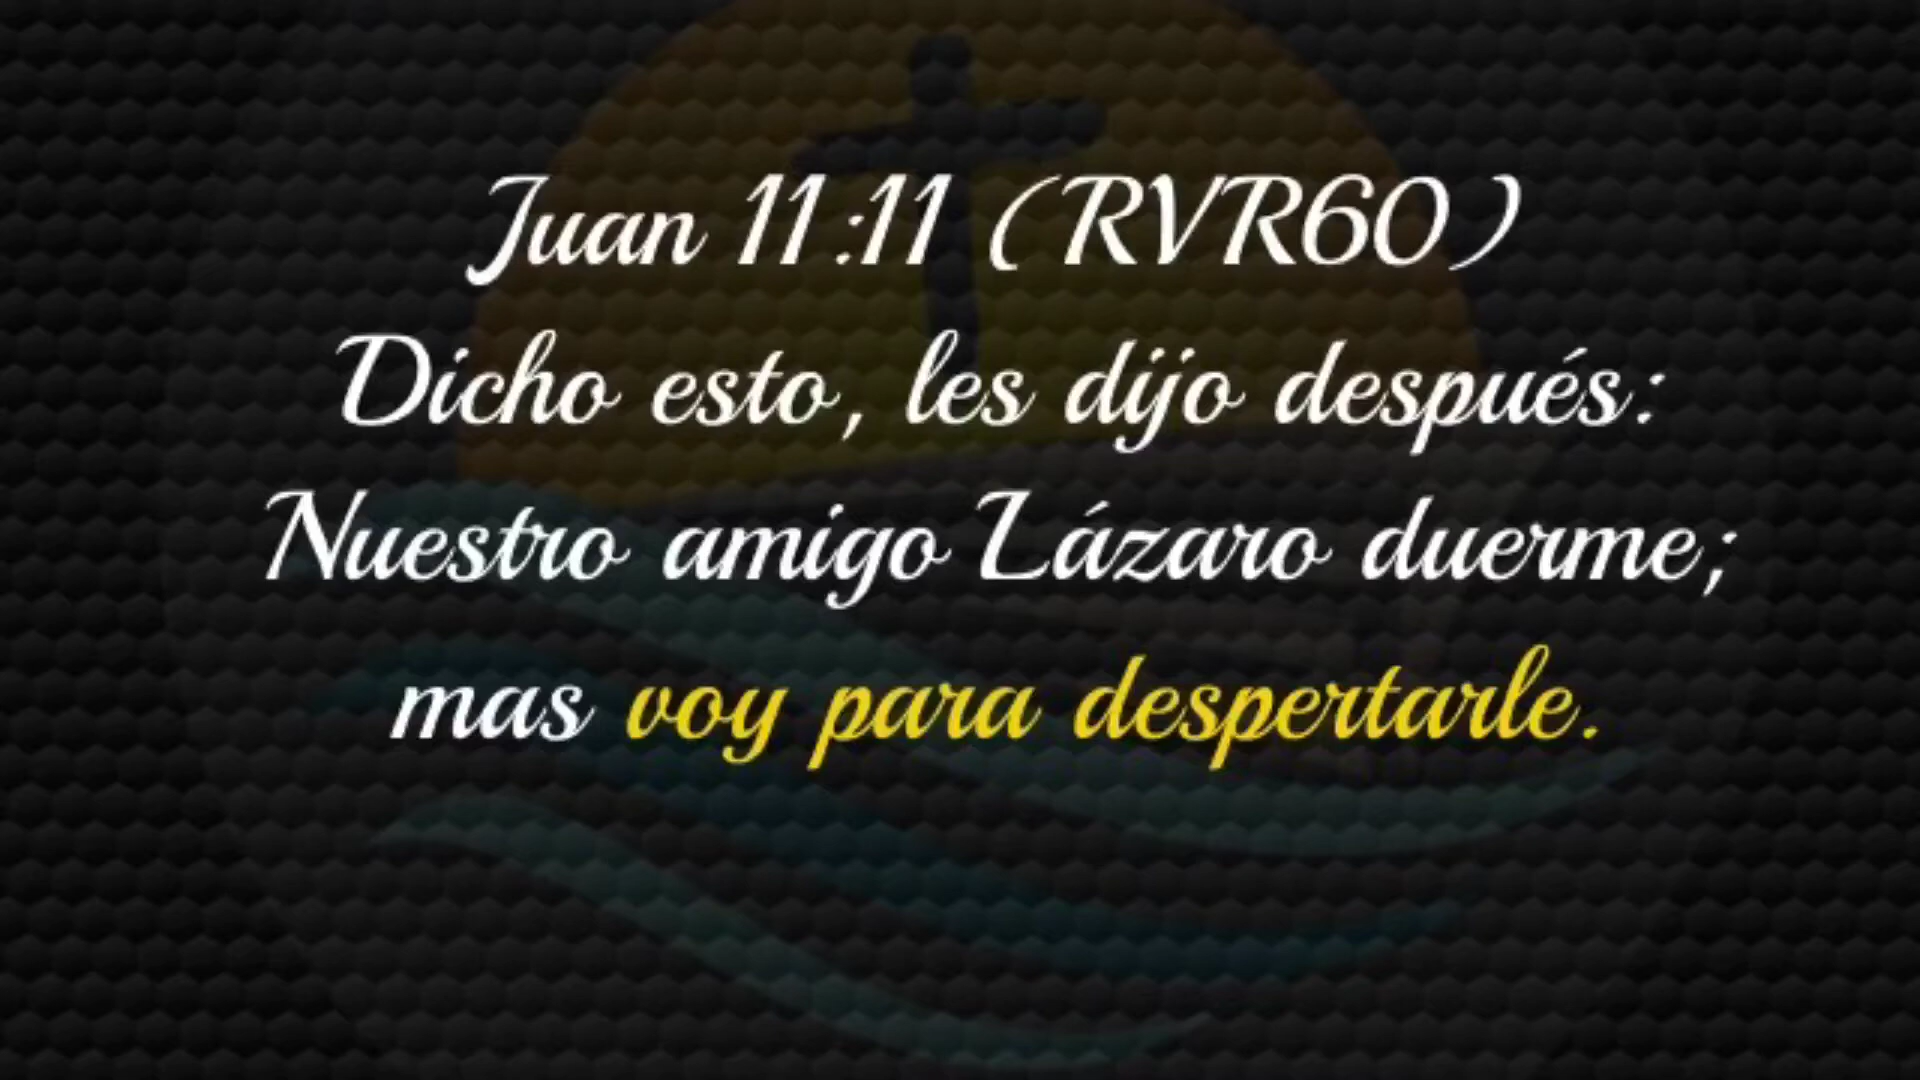 Juan 11:11 (RVR60)
Dicho esto, les dijo después:
Nuestro amigo Lázaro duerme;
mas voy para despertarle.